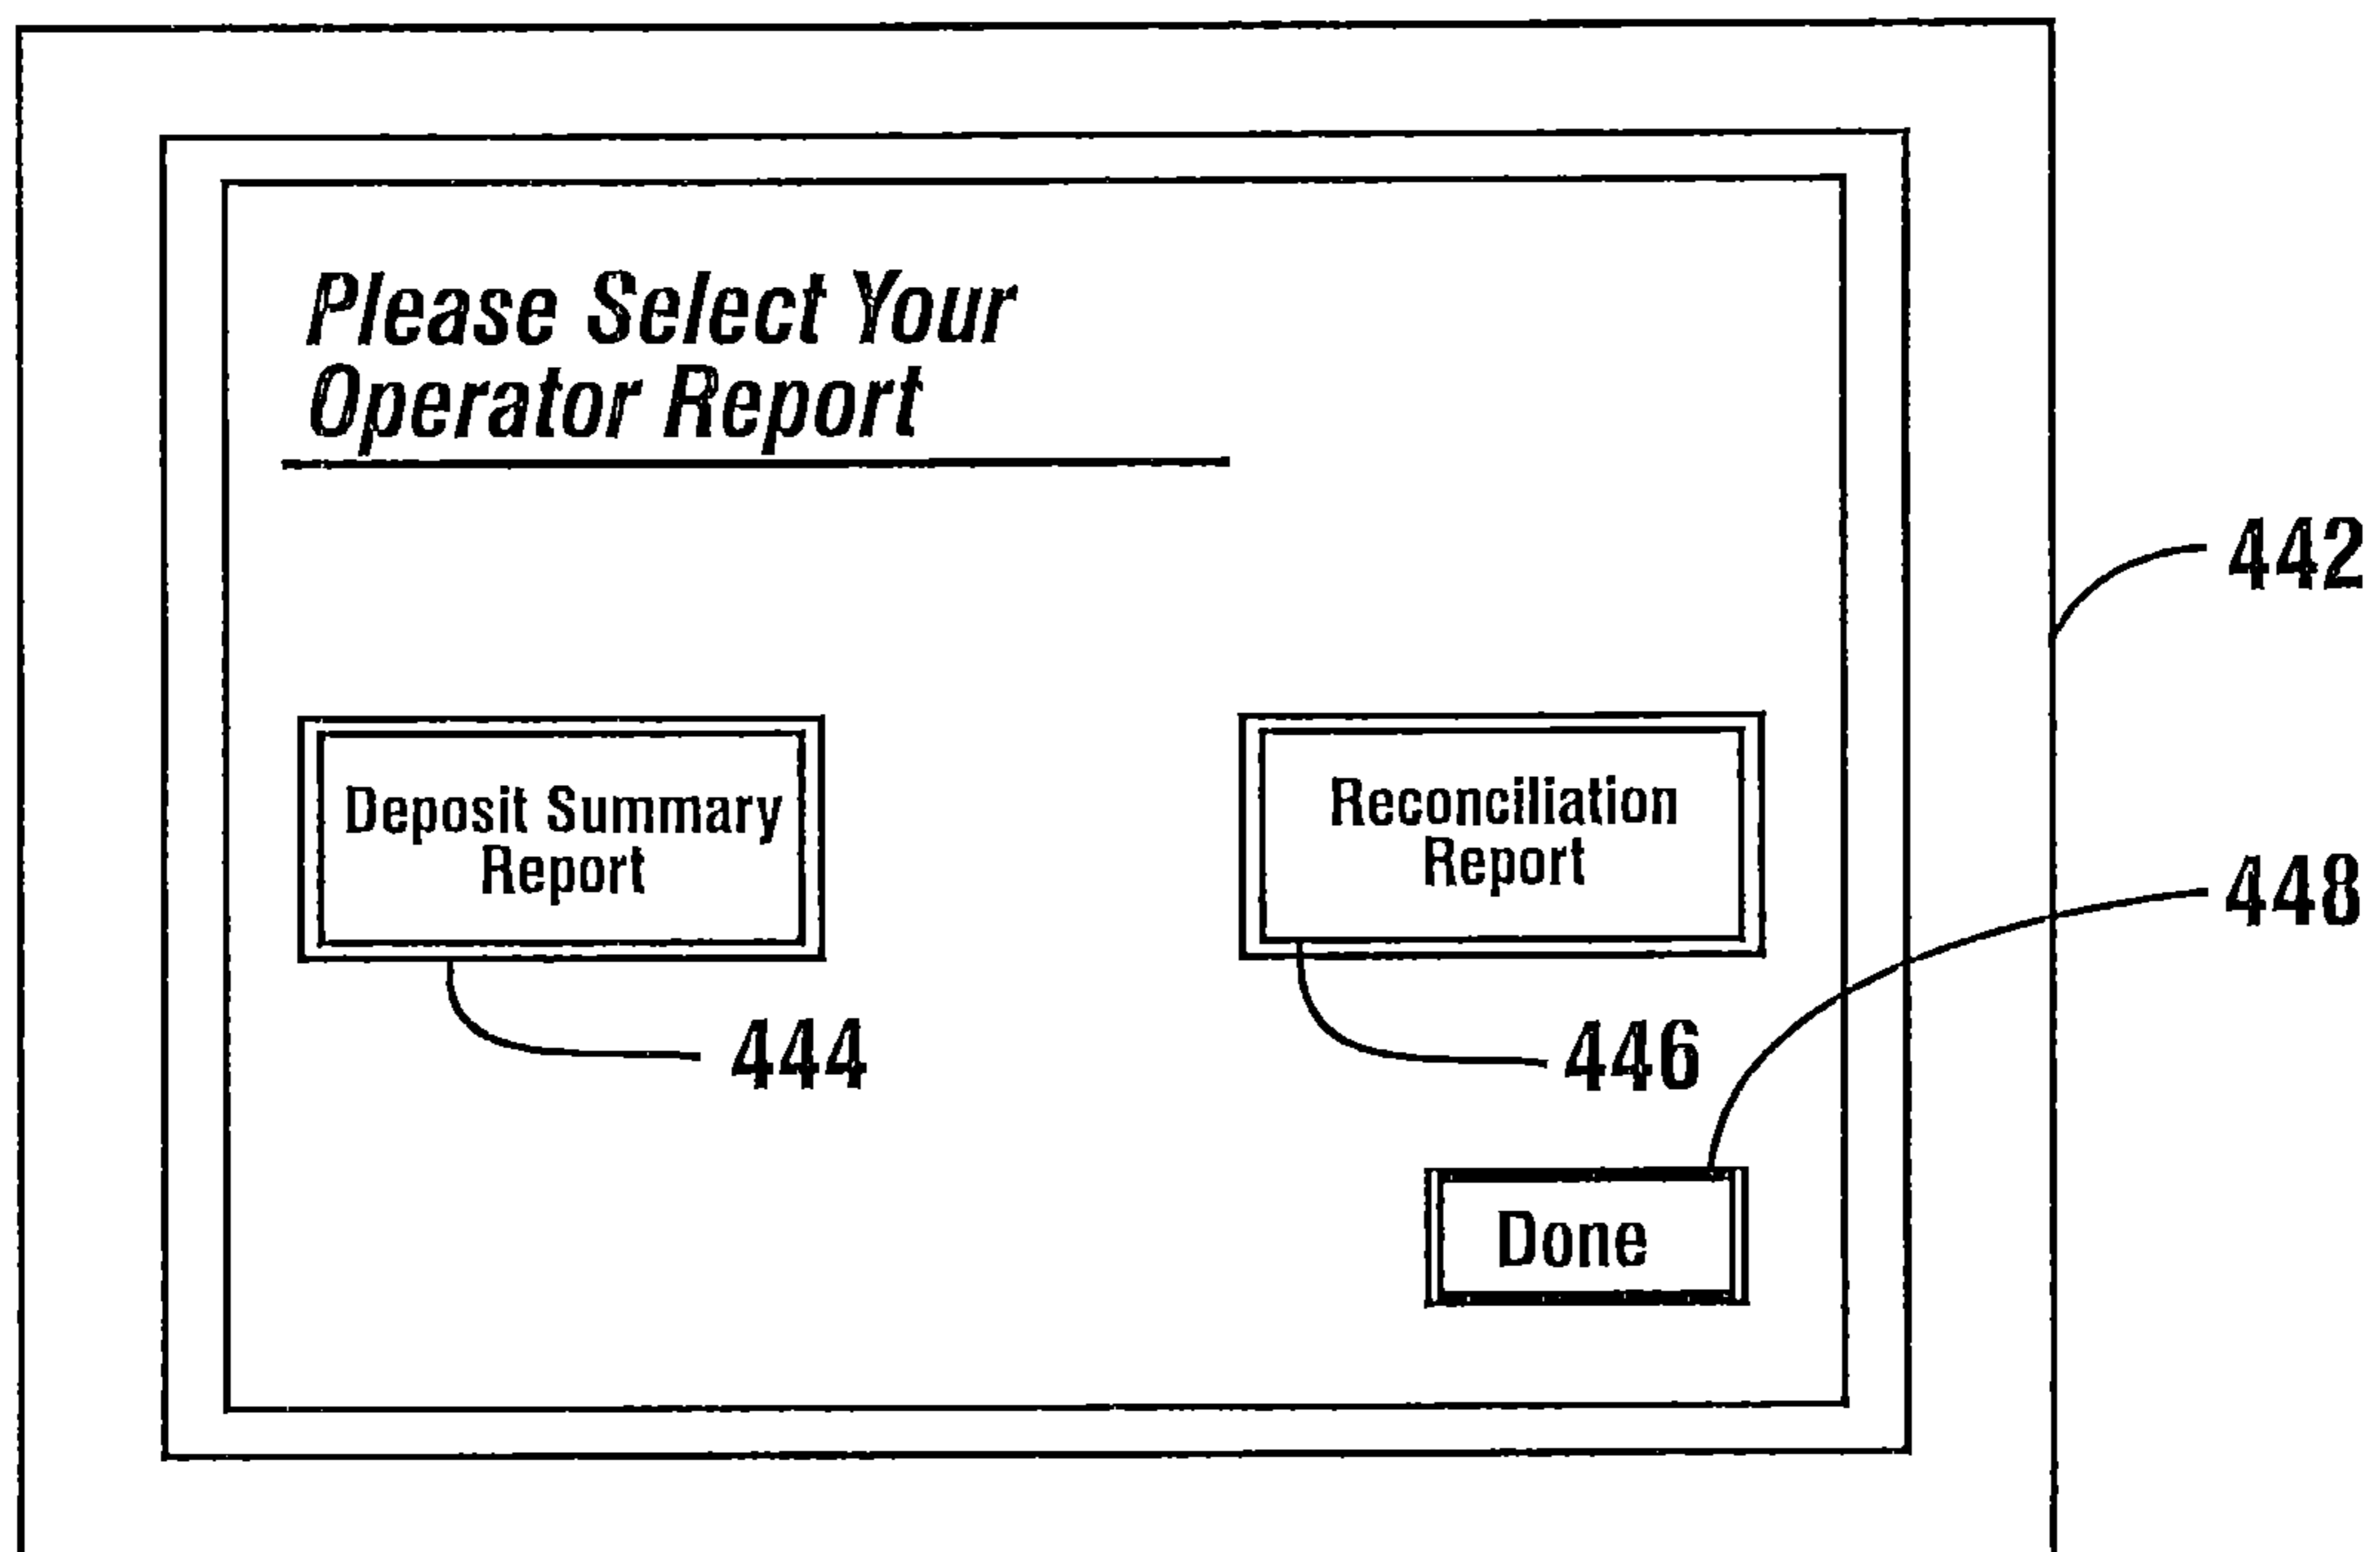 Please Select Your
Operator Report
442
Deposit Summary
Report
Reconciliation
Report
448
444
446
Done